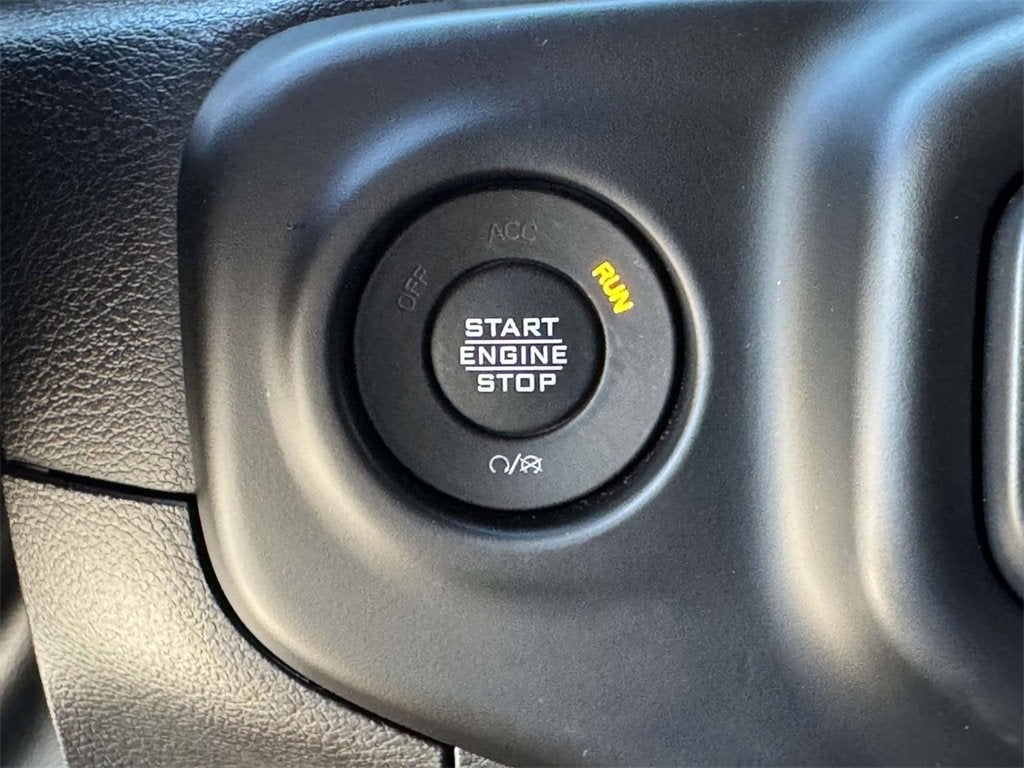 OFF
ACC
RUN
START
ENGINE
STOP